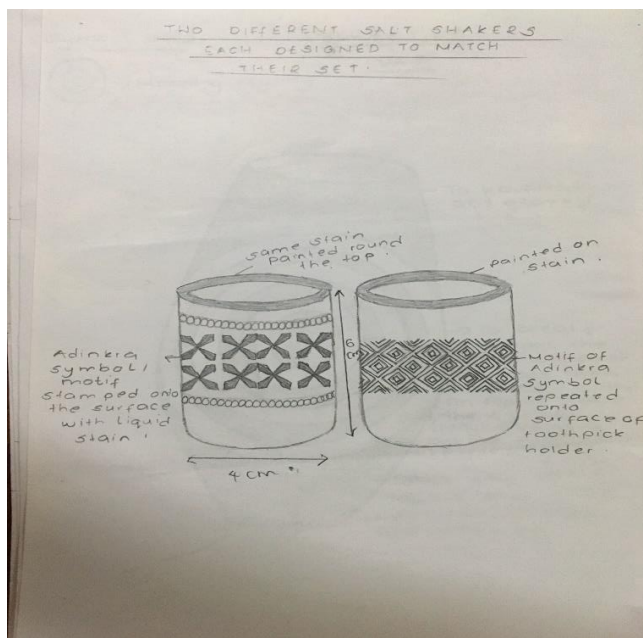 TWO DIFFERENT SALT SHAKERS
EACH DESIGNED TO MATCH
THEIR SET.
same stain
painted round
the top.
painted on
stain.
Adinkra
symbol/
motif
stamped onto
the surface
with liquid
stain.
6cm
4cm
Motif of
Adinkra
symbol
repeated
onto
surface of
toothpick
holder.